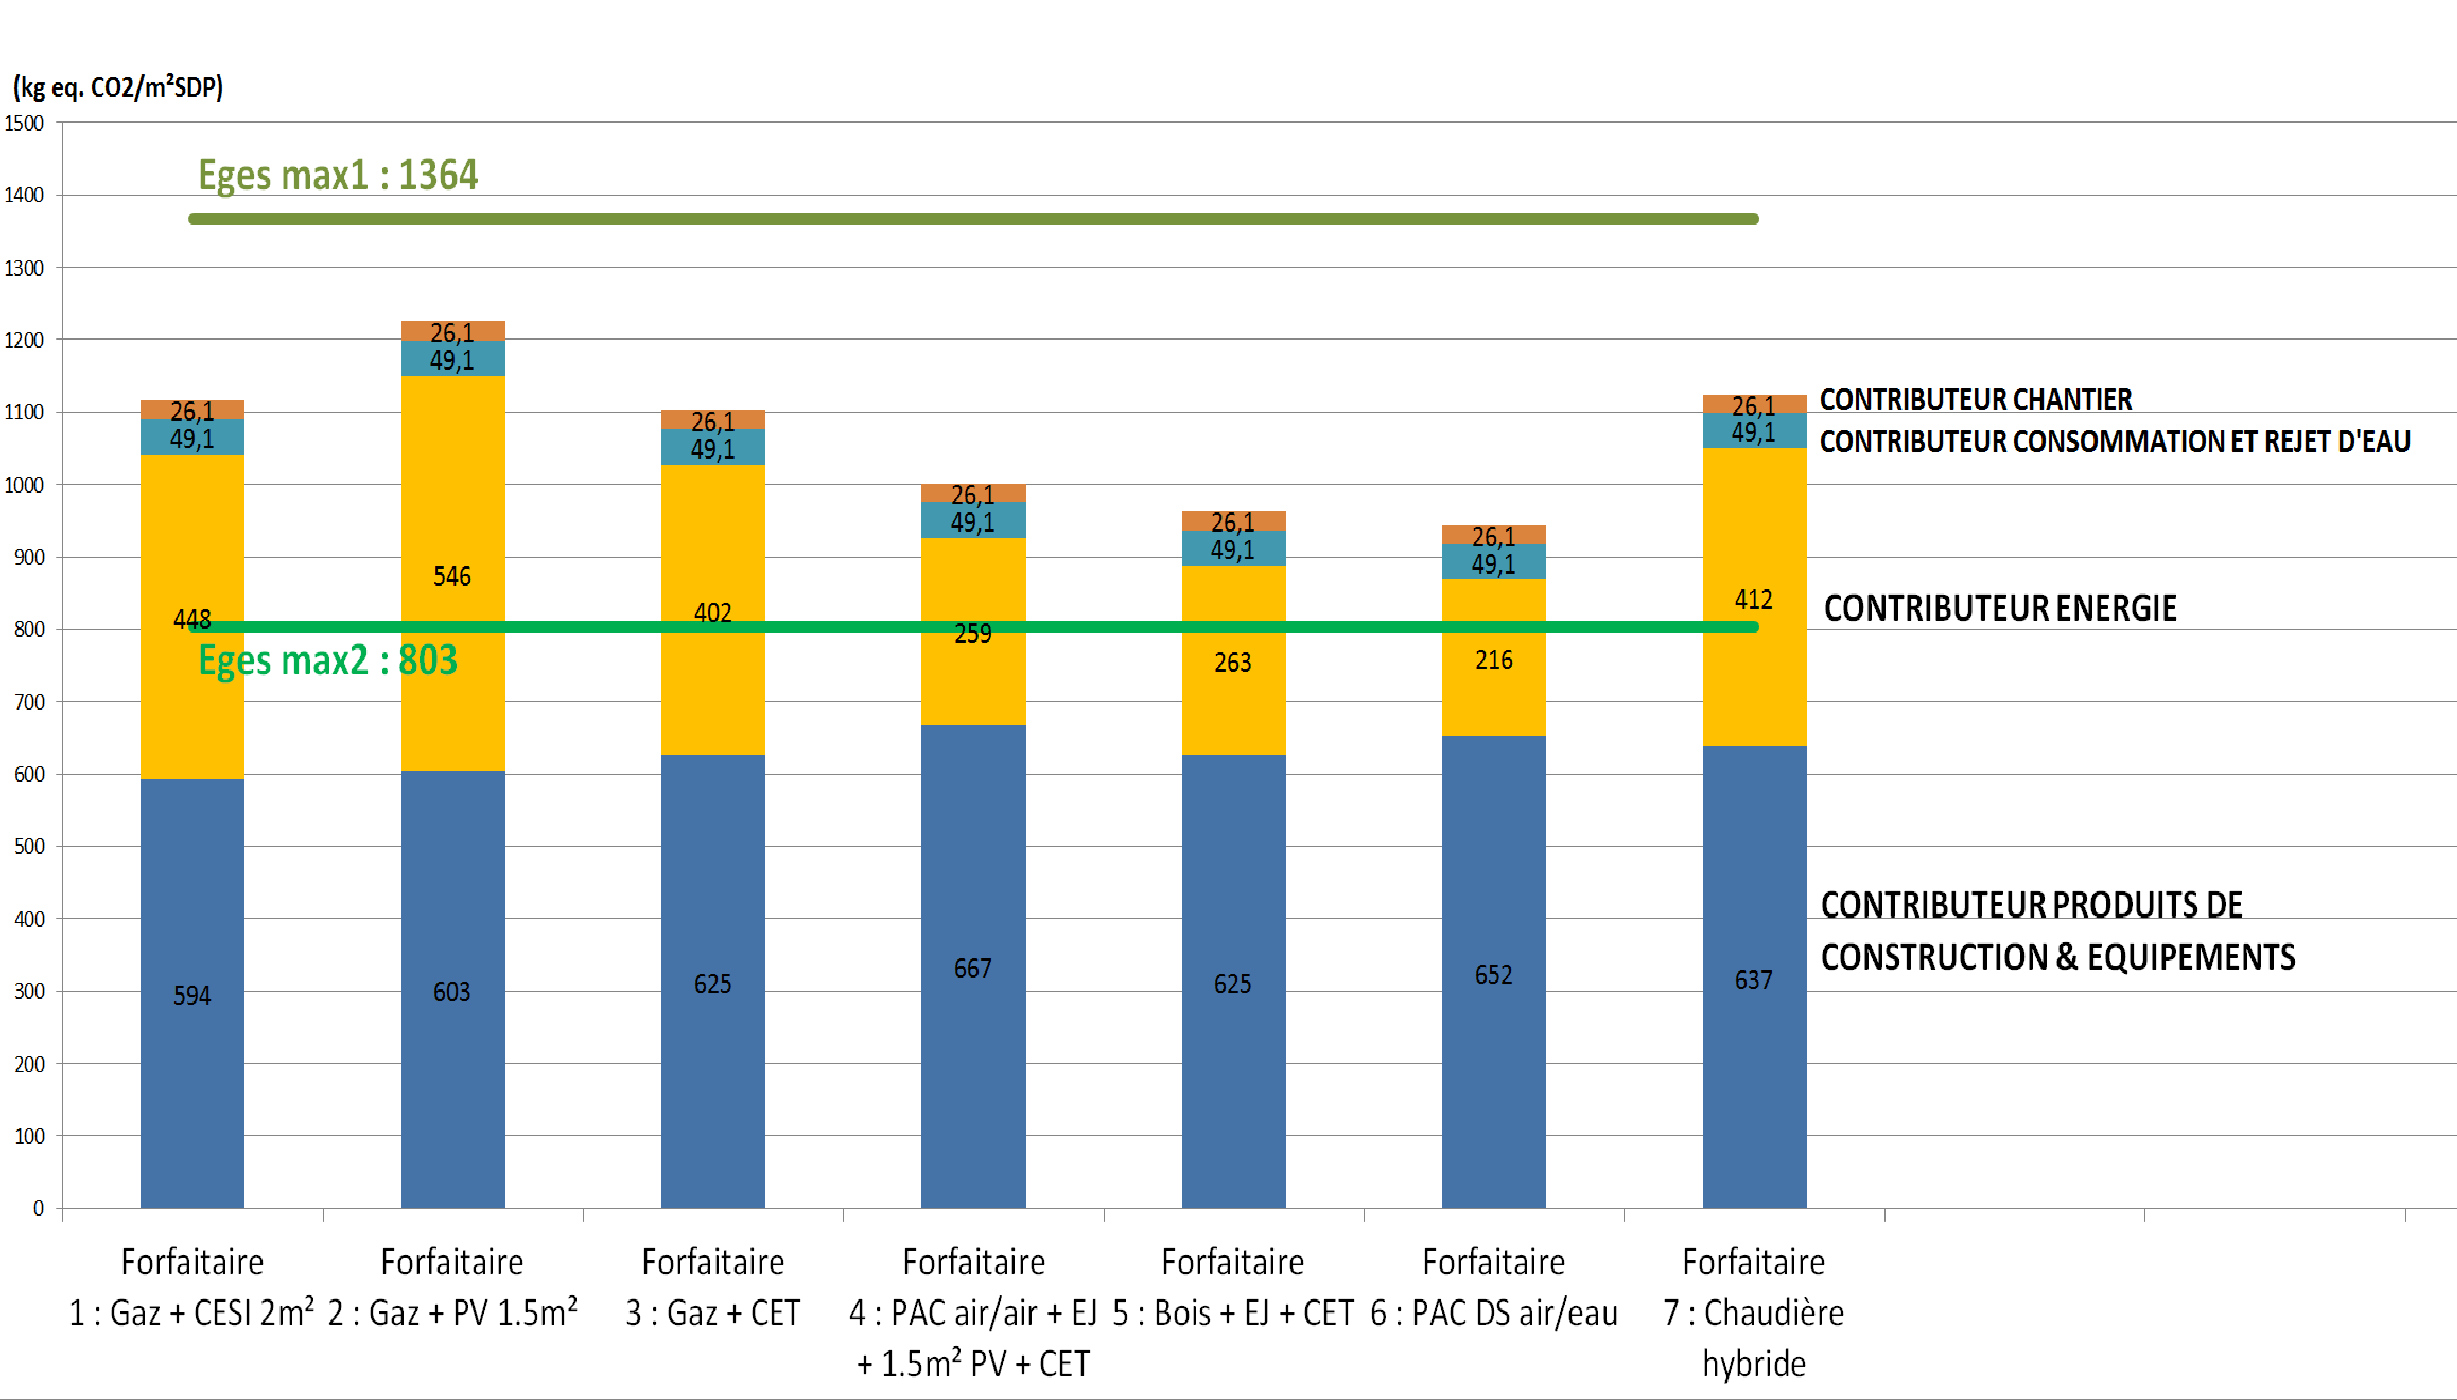 (kg eq. CO2/m²SDP)
1500
1400
1300
1200
1100
1000
900
800
700
600
500
400
300
200
100
0
Eges max1 : 1364
Eges max2 : 803
26,1
49,1
448
594
26,1
49,1
546
603
26,1
49,1
402
625
26,1
49,1
259
667
26,1
49,1
263
625
26,1
49,1
216
652
26,1
49,1
412
637
CONTRIBUTEUR CHANTIER
CONTRIBUTEUR CONSOMMATION ET REJET D'EAU
CONTRIBUTEUR ENERGIE
CONTRIBUTEUR PRODUITS DE
CONSTRUCTION & EQUIPEMENTS
Forfaitaire
1 : Gaz + CESI 2m²
Forfaitaire
2 : Gaz + PV 1.5m²
Forfaitaire
3 : Gaz + CET
Forfaitaire
4 : PAC air/air + EJ
+ 1.5m² PV + CET
Forfaitaire
5 : Bois + EJ + CET
Forfaitaire
6 : PAC DS air/eau
Forfaitaire
7 : Chaudière
hybride